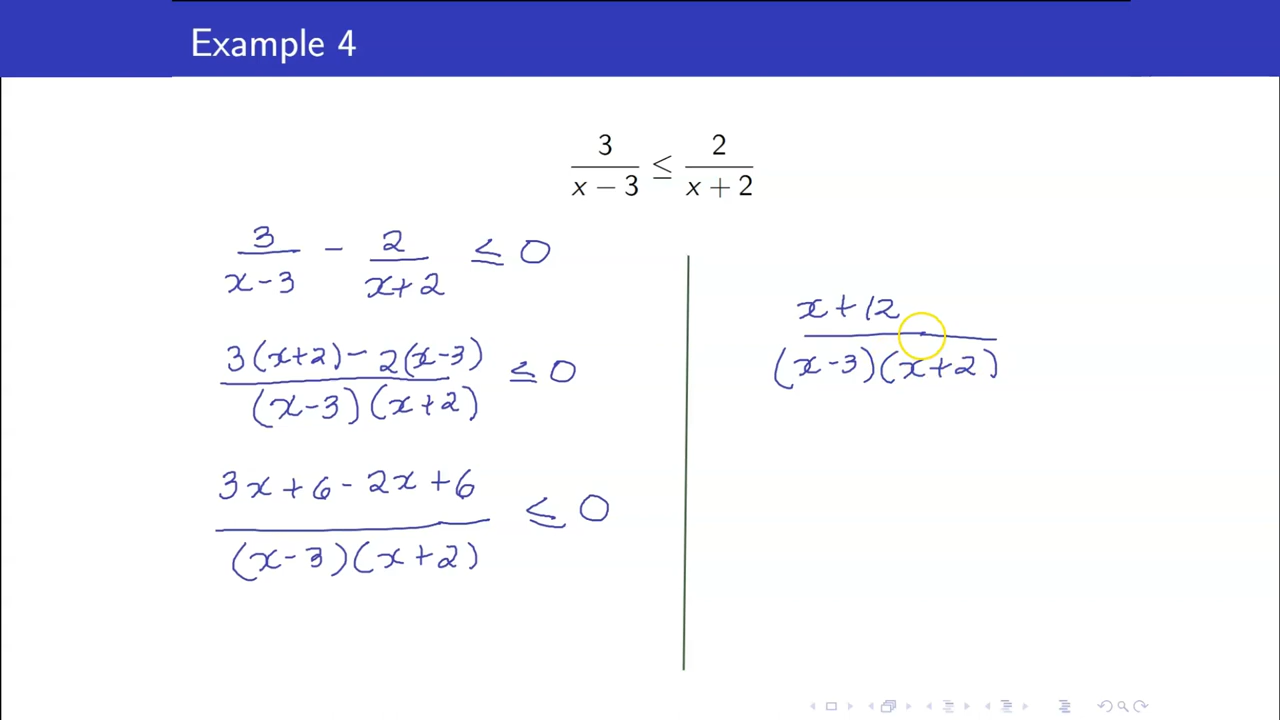 Example 4
3/(x − 3) ≤ 2/(x + 2)
3/(x-3) - 2/(x+2) ≤ 0
(3(x+2) - 2(x-3))/((x-3)(x+2)) ≤ 0
(3x + 6 - 2x + 6)/((x-3)(x+2)) ≤ 0
(x + 12)/((x-3)(x+2))